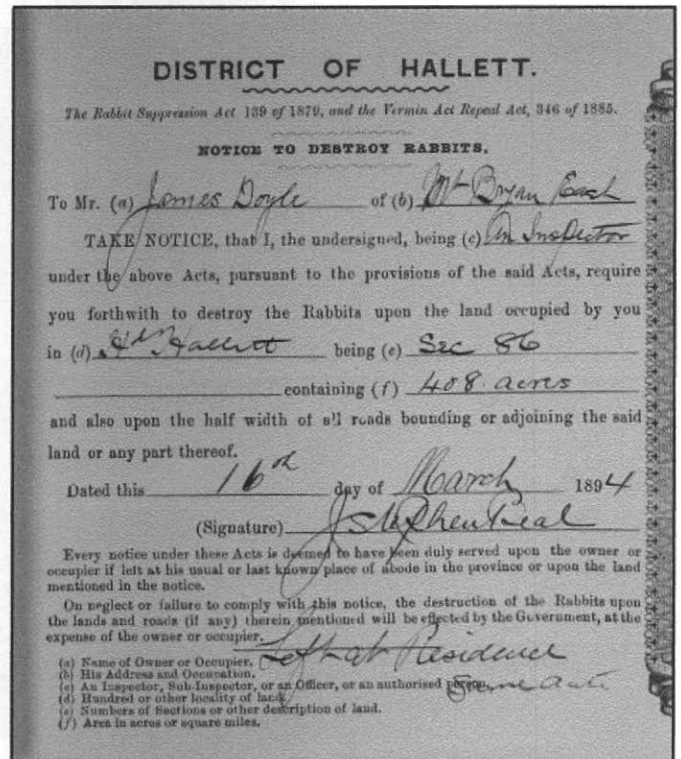 DISTRICT OF HALLETT.
The Rabbit Suppression Act 139 of 1879, and the Vermin Act Repeal Act, 346 of 1885.
NOTICE TO DESTROY RABBITS.
To Mr. (a) James Doyle of (b) Mt Bryan East
TAKE NOTICE, that I, the undersigned, being (c) An Inspector
under the above Acts, pursuant to the provisions of the said Acts, require
you forthwith to destroy the Rabbits upon the land occupied by you
in (d) Hd Hallett being (e) Sec 86
containing (f) 408 acres
and also upon the half width of all roads bounding or adjoining the said
land or any part thereof.
Dated this 16th day of March 1894
(Signature) J Stephen
Every notice under these Acts is deemed to have been duly served upon the owner or
occupier if left at his usual or last known place of abode in the province or upon the land
mentioned in the notice.
On neglect or failure to comply with this notice, the destruction of the Rabbits upon
the lands and roads (if any) therein mentioned will be effected by the Government, at the
expense of the owner or occupier.
Left at Residence
(a) Name of Owner or Occupier.
(b) His Address and Occupation.
(c) An Inspector, Sub-Inspector, or an Officer, or an authorised person.
(d) Hundred or other locality of land.
(e) Numbers of Sections or other description of land.
(f) Area in acres or square miles.